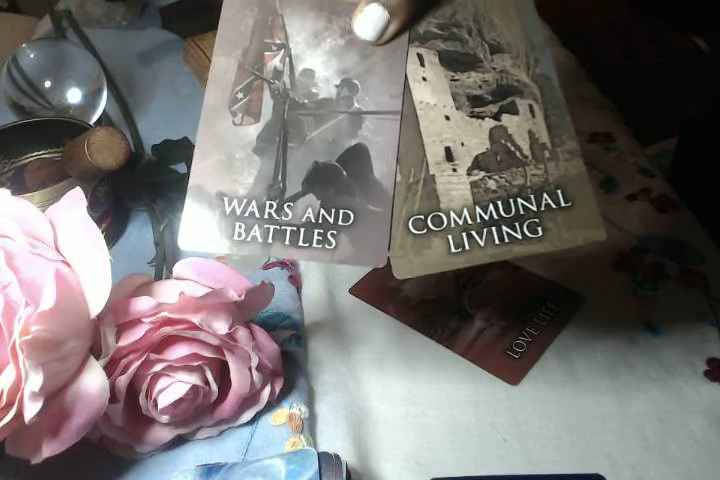 WARS AND
BATTLES
COMMUNAL
LIVING
LOVE LIFE